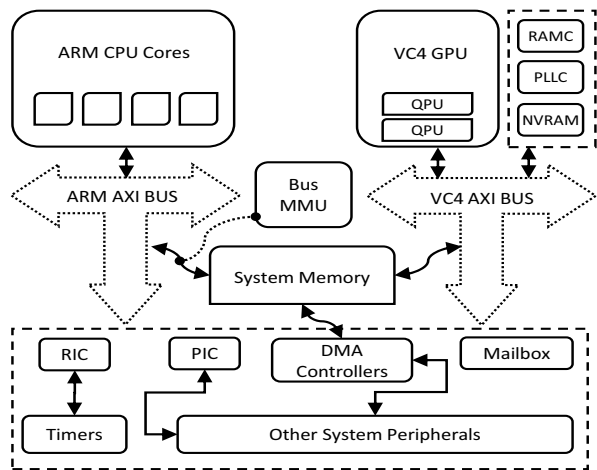 ARM CPU Cores
VC4 GPU
QPU
QPU
RAMC
PLLC
NVRAM
ARM AXI BUS
Bus
MMU
VC4 AXI BUS
System Memory
RIC
PIC
DMA
Controllers
Mailbox
Timers
Other System Peripherals